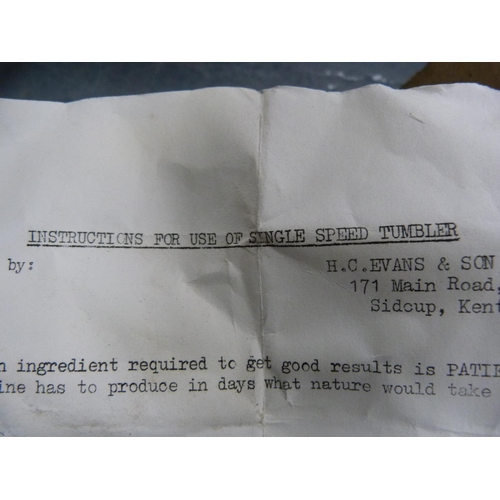 INSTRUCTIONS FOR USE OF SINGLE SPEED TUMBLER
by: H.C.EVANS & SON
171 Main Road,
Sidcup, Kent
n ingredient required to get good results is PATIE
ine has to produce in days what nature would take